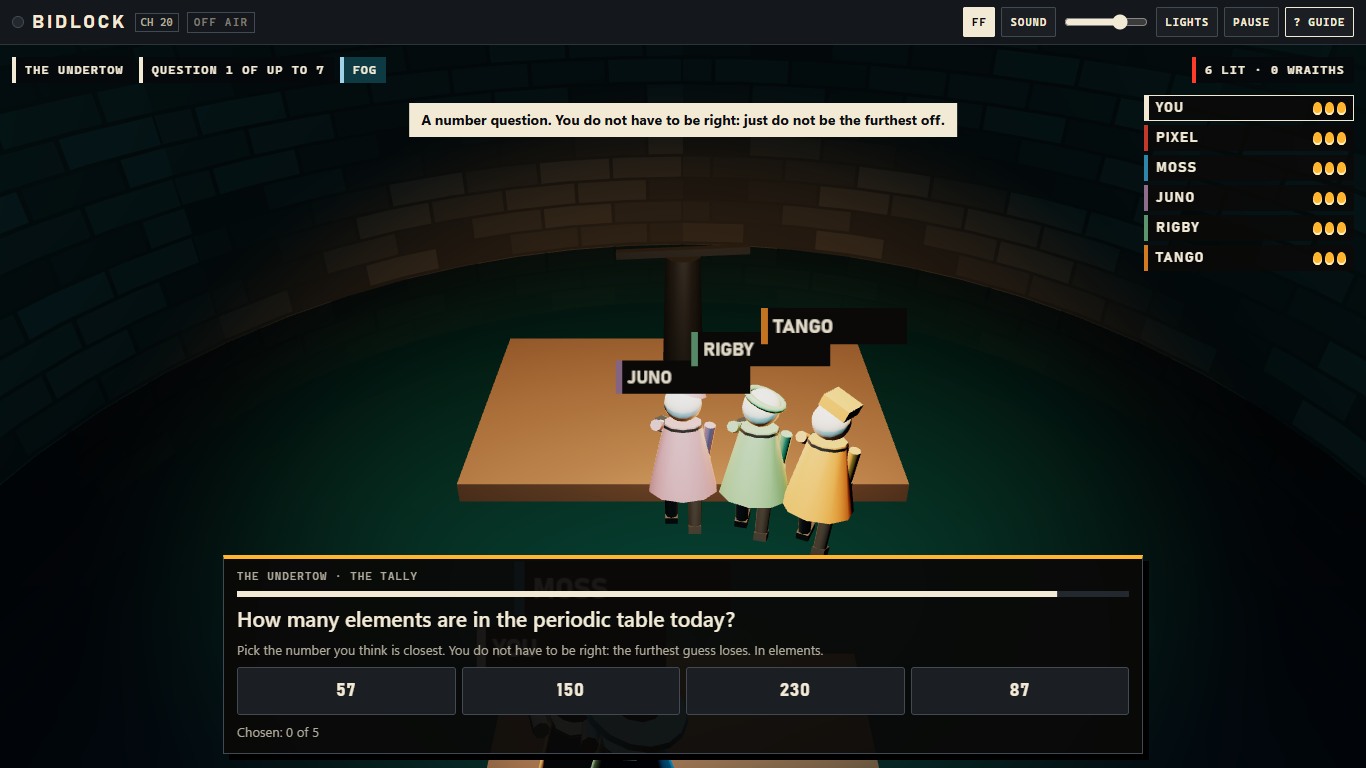 BIDLOCK CH 20 OFF AIR FF SOUND LIGHTS PAUSE ? GUIDE
THE UNDERTOW QUESTION 1 OF UP TO 7 FOG 6 LIT · 0 WRAITHS
A number question. You do not have to be right: just do not be the furthest off.
YOU
PIXEL
MOSS
JUNO
RIGBY
TANGO
TANGO
RIGBY
JUNO
THE UNDERTOW · THE TALLY
MOSS
How many elements are in the periodic table today?
YOU
Pick the number you think is closest. You do not have to be right: the furthest guess loses. In elements.
57 150 230 87
Chosen: 0 of 5